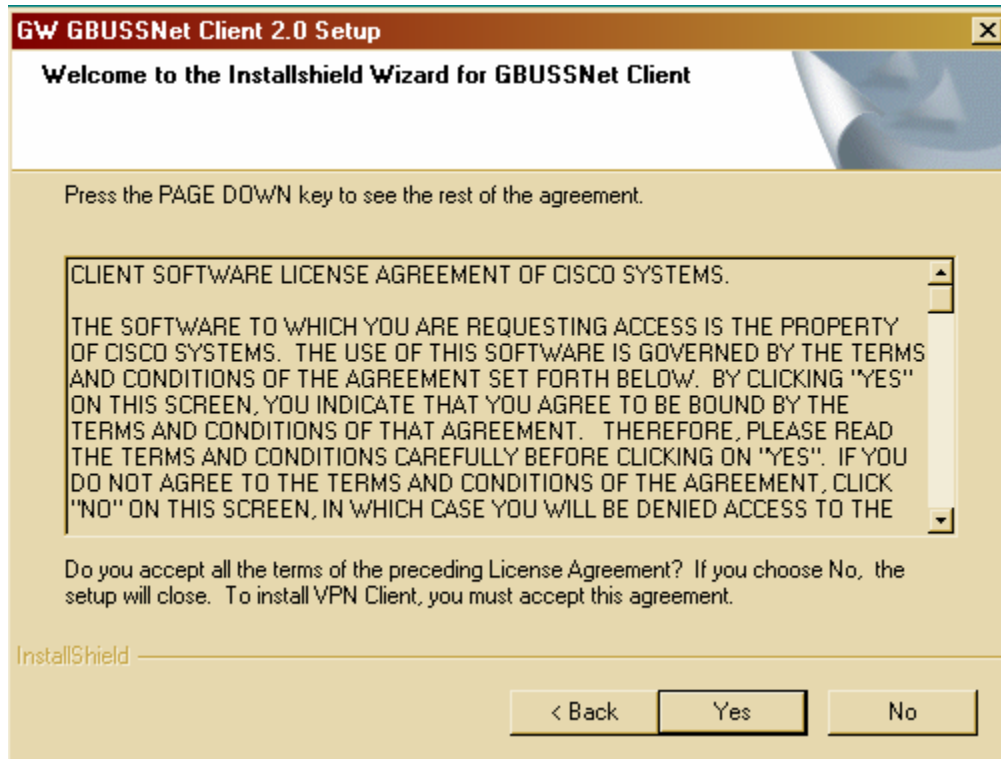 GW GBUSSNet Client 2.0 Setup
Welcome to the Installshield Wizard for GBUSSNet Client
Press the PAGE DOWN key to see the rest of the agreement.
CLIENT SOFTWARE LICENSE AGREEMENT OF CISCO SYSTEMS.
THE SOFTWARE TO WHICH YOU ARE REQUESTING ACCESS IS THE PROPERTY
OF CISCO SYSTEMS.  THE USE OF THIS SOFTWARE IS GOVERNED BY THE TERMS
AND CONDITIONS OF THE AGREEMENT SET FORTH BELOW.  BY CLICKING "YES"
ON THIS SCREEN, YOU INDICATE THAT YOU AGREE TO BE BOUND BY THE
TERMS AND CONDITIONS OF THAT AGREEMENT.   THEREFORE, PLEASE READ
THE TERMS AND CONDITIONS CAREFULLY BEFORE CLICKING ON "YES".  IF YOU
DO NOT AGREE TO THE TERMS AND CONDITIONS OF THE AGREEMENT, CLICK
"NO" ON THIS SCREEN, IN WHICH CASE YOU WILL BE DENIED ACCESS TO THE
Do you accept all the terms of the preceding License Agreement?  If you choose No,  the
setup will close.  To install VPN Client, you must accept this agreement.
InstallShield
< Back
Yes
No